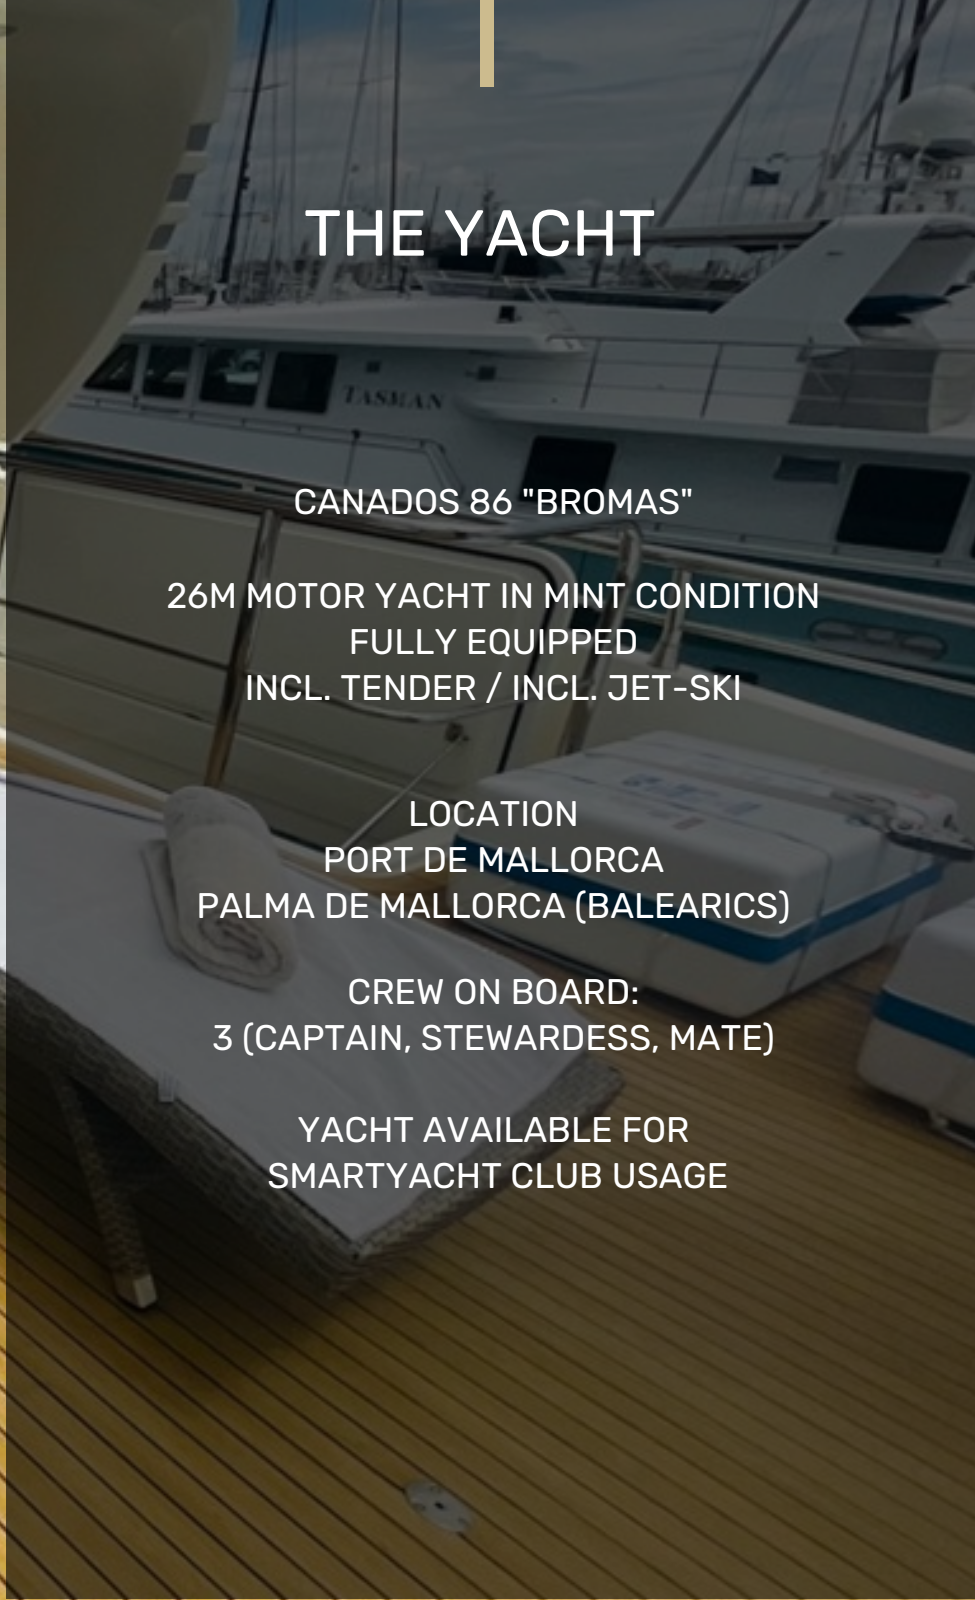 THE YACHT
TASMAN
CANADOS 86 "BROMAS"
26M MOTOR YACHT IN MINT CONDITION
FULLY EQUIPPED
INCL. TENDER / INCL. JET-SKI
LOCATION
PORT DE MALLORCA
PALMA DE MALLORCA (BALEARICS)
CREW ON BOARD:
3 (CAPTAIN, STEWARDESS, MATE)
YACHT AVAILABLE FOR
SMARTYACHT CLUB USAGE